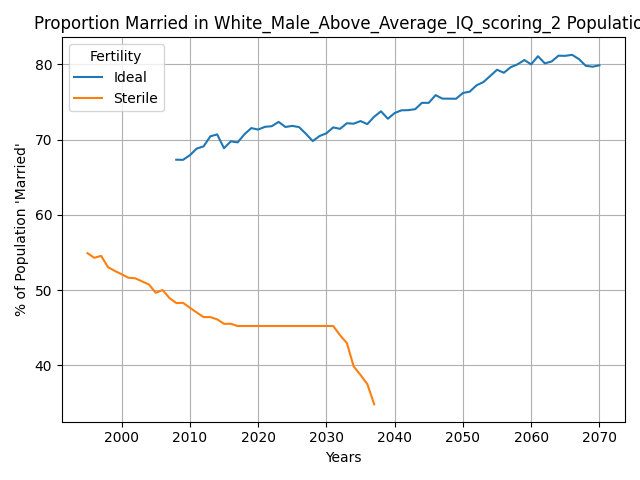 Proportion Married in White_Male_Above_Average_IQ_scoring_2 Populatio
Fertility
Ideal
Sterile
% of Population 'Married'
80
70
60
50
40
2000 2010 2020 2030 2040 2050 2060 2070
Years